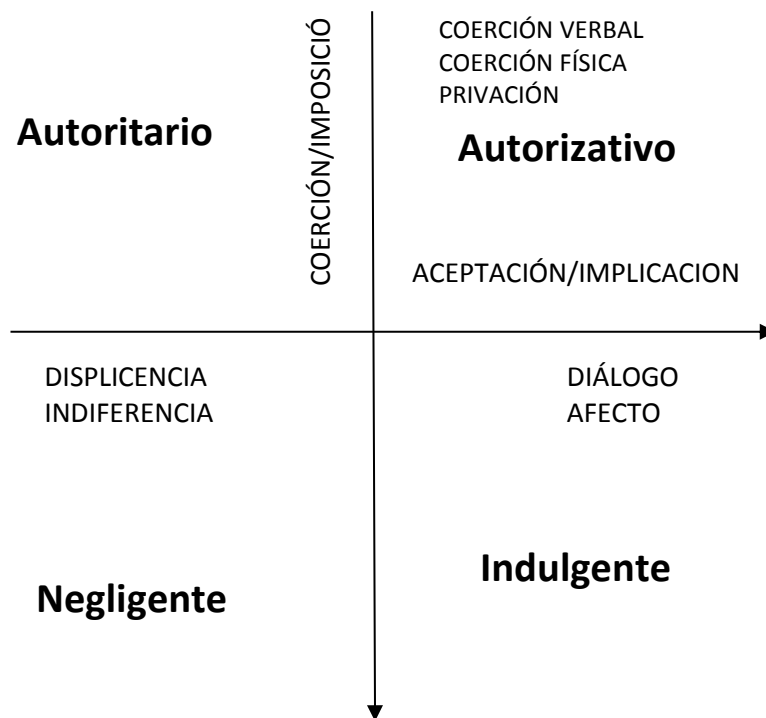 COERCIÓN VERBAL
COERCIÓN FÍSICA
PRIVACIÓN
Autoritario
COERCIÓN/IMPOSICIÓ
Autorizativo
ACEPTACIÓN/IMPLICACION
DISPLICENCIA
INDIFERENCIA
DIÁLOGO
AFECTO
Negligente
Indulgente